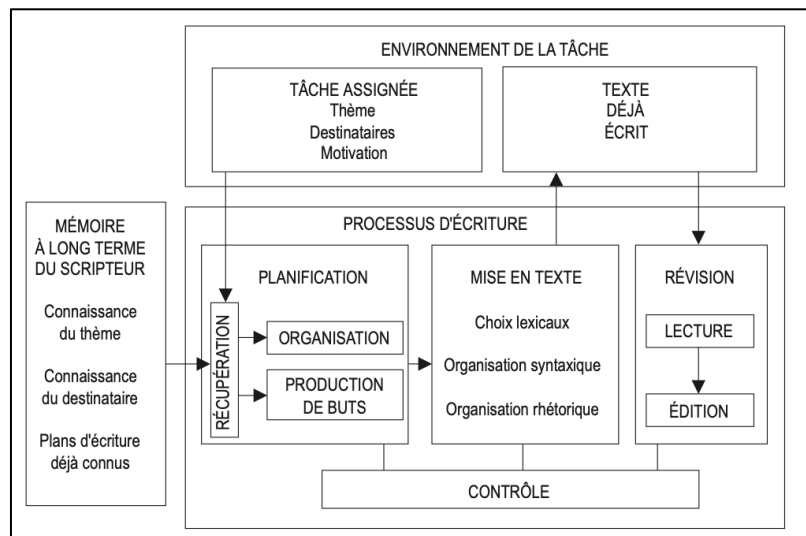 ENVIRONNEMENT DE LA TÂCHE
TÂCHE ASSIGNÉE
Thème
Destinataires
Motivation
TEXTE
DÉJÀ
ÉCRIT
MÉMOIRE
À LONG TERME
DU SCRIPTEUR
Connaissance
du thème
Connaissance
du destinataire
Plans d'écriture
déjà connus
PROCESSUS D'ÉCRITURE
PLANIFICATION
RÉCUPÉRATION
ORGANISATION
PRODUCTION
DE BUTS
MISE EN TEXTE
Choix lexicaux
Organisation syntaxique
Organisation rhétorique
RÉVISION
LECTURE
ÉDITION
CONTRÔLE